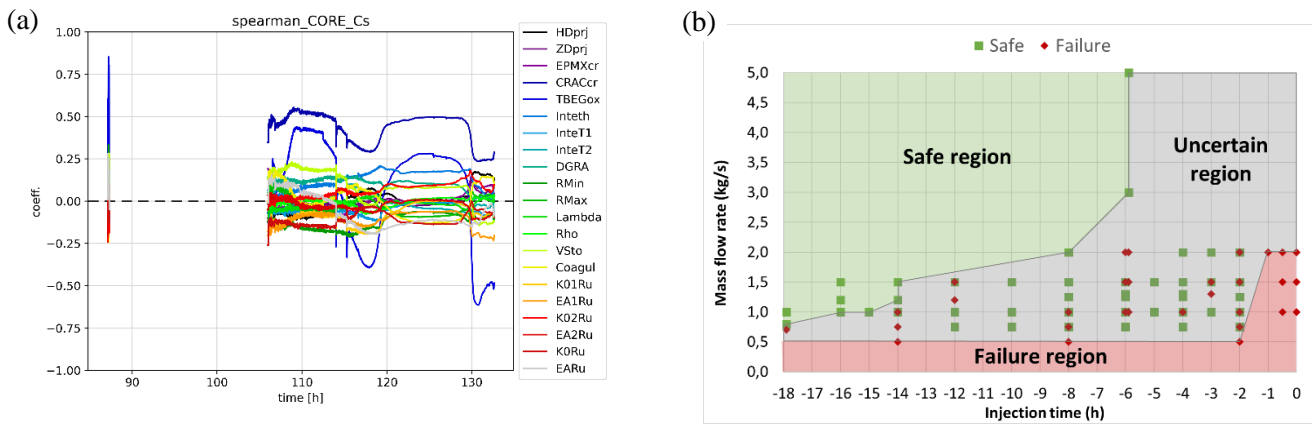 (a)
spearman_CORE_Cs
coeff.
1.00
0.75
0.50
0.25
0.00
−0.25
−0.50
−0.75
−1.00
90 100 110 120 130
time [h]
HDprj
ZDprj
EPMXcr
CRACcr
TBEGox
Inteth
InteT1
InteT2
DGRA
RMin
RMax
Lambda
Rho
VSto
Coagul
K01Ru
EA1Ru
K02Ru
EA2Ru
K0Ru
EARu
(b)
Safe Failure
Mass flow rate (kg/s)
5,0
4,5
4,0
3,5
3,0
2,5
2,0
1,5
1,0
0,5
0,0
Safe region
Uncertain
region
Failure region
-18 -17 -16 -15 -14 -13 -12 -11 -10 -9 -8 -7 -6 -5 -4 -3 -2 -1 0
Injection time (h)